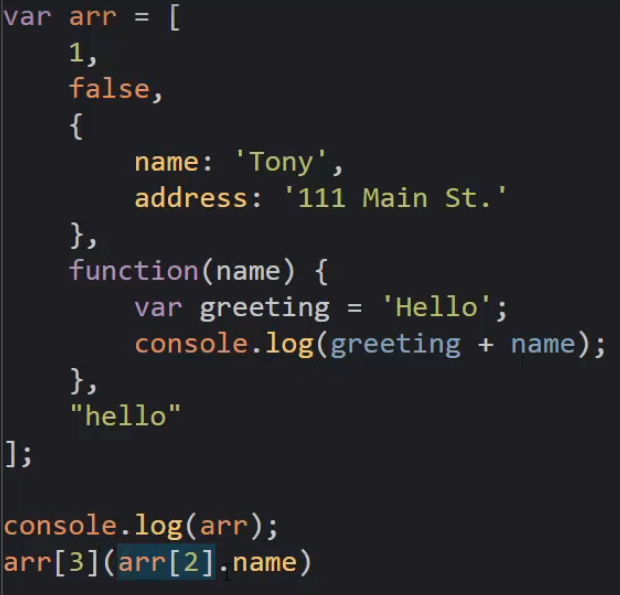 var arr = [
    1,
    false,
    {
        name: 'Tony',
        address: '111 Main St.'
    },
    function(name) {
        var greeting = 'Hello';
        console.log(greeting + name);
    },
    "hello"
];

console.log(arr);
arr[3](arr[2].name)